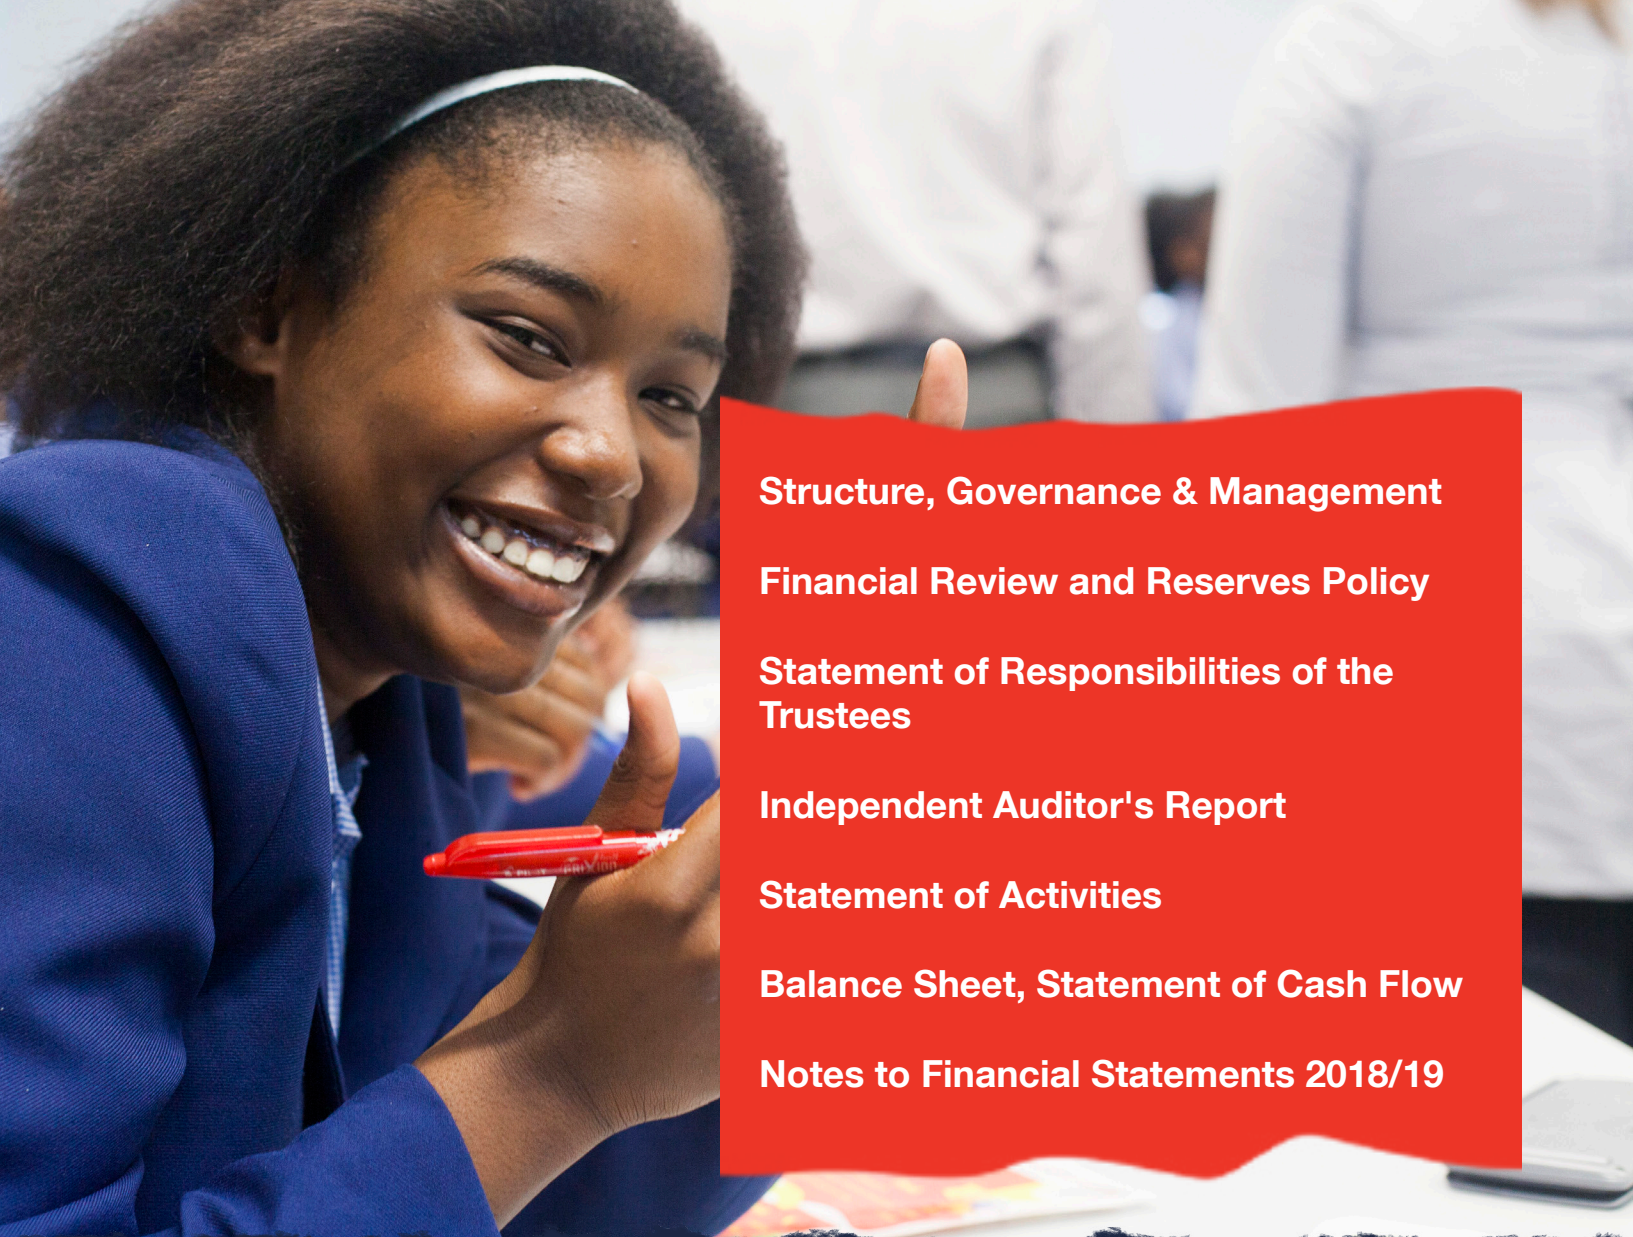 Structure, Governance & Management
Financial Review and Reserves Policy
Statement of Responsibilities of the
Trustees
Independent Auditor's Report
Statement of Activities
Balance Sheet, Statement of Cash Flow
Notes to Financial Statements 2018/19